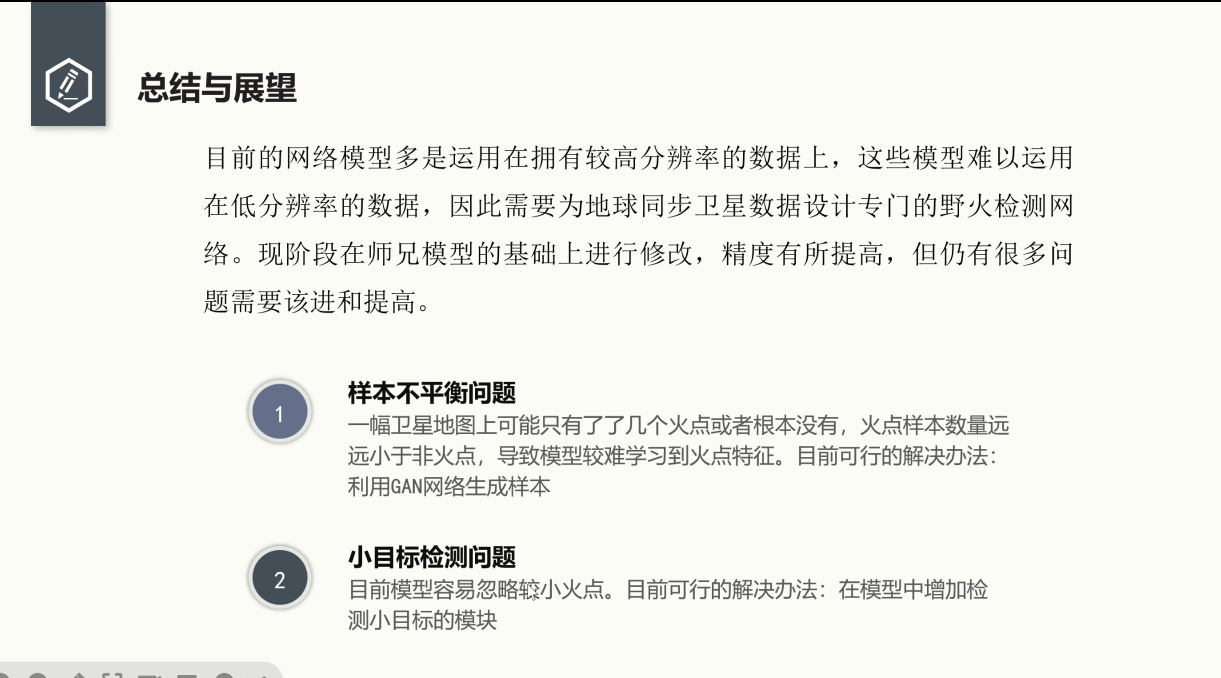 总结与展望
目前的网络模型多是运用在拥有较高分辨率的数据上，这些模型难以运用
在低分辨率的数据，因此需要为地球同步卫星数据设计专门的野火检测网
络。现阶段在师兄模型的基础上进行修改，精度有所提高，但仍有很多问
题需要该进和提高。
1
样本不平衡问题
一幅卫星地图上可能只有了了几个火点或者根本没有，火点样本数量远
远小于非火点，导致模型较难学习到火点特征。目前可行的解决办法：
利用GAN网络生成样本
2
小目标检测问题
目前模型容易忽略较小火点。目前可行的解决办法：在模型中增加检
测小目标的模块